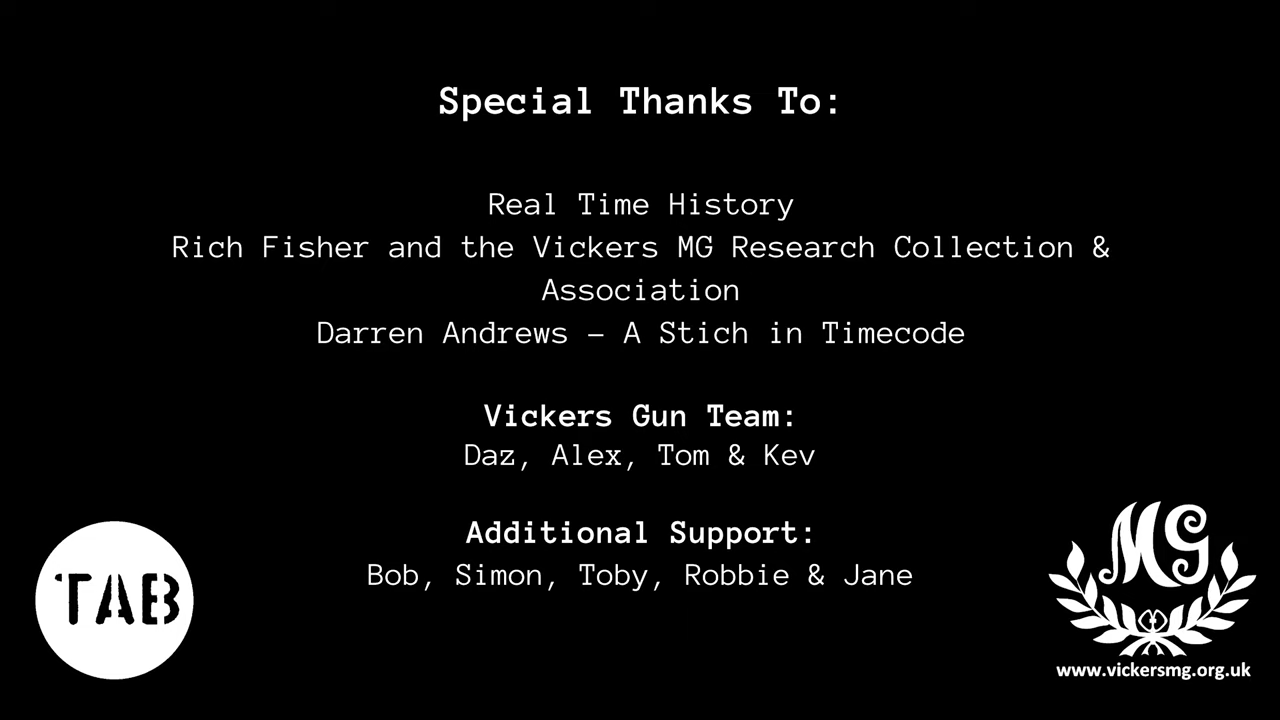 Special Thanks To:
Real Time History
Rich Fisher and the Vickers MG Research Collection &
Association
Darren Andrews - A Stich in Timecode
Vickers Gun Team:
Daz, Alex, Tom & Kev
Additional Support:
Bob, Simon, Toby, Robbie & Jane
TAB
MG
www.vickersmg.org.uk